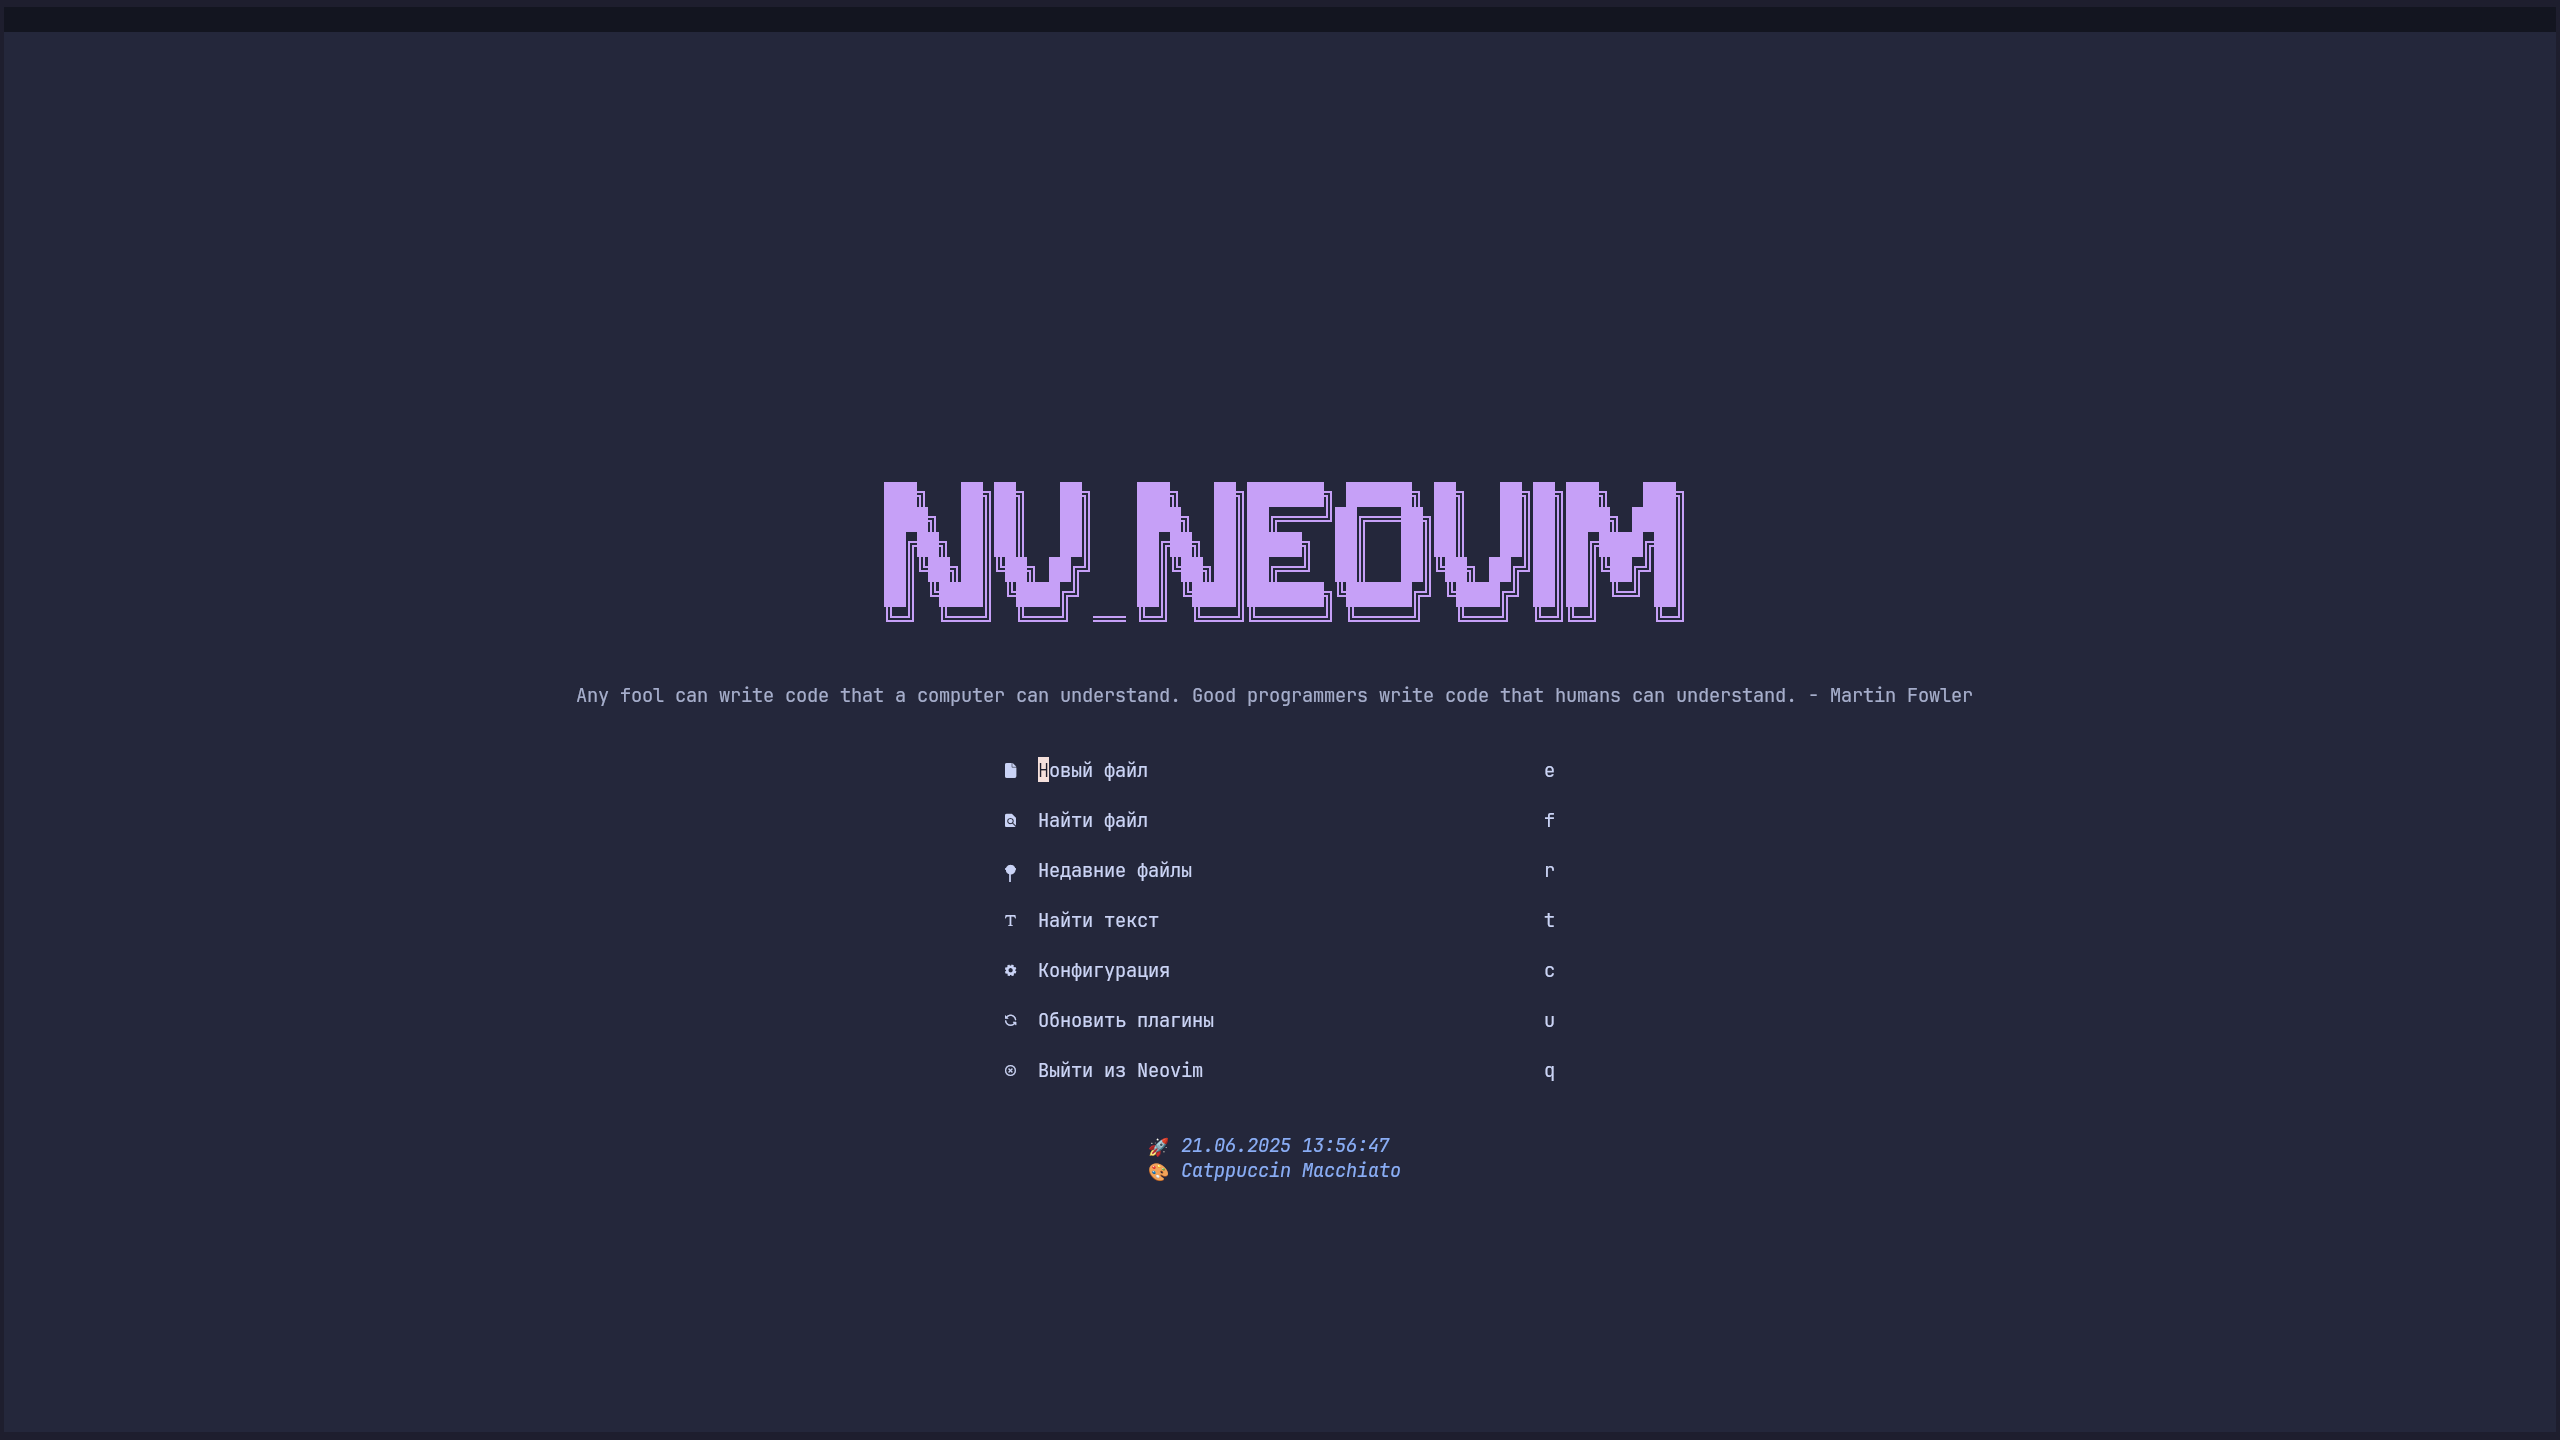 NV_NEOVIM
Any fool can write code that a computer can understand. Good programmers write code that humans can understand. - Martin Fowler
Новый файл e
Найти файл f
Недавние файлы r
Найти текст t
Конфигурация c
Обновить плагины u
Выйти из Neovim q
🚀 21.06.2025 13:56:47
🎨 Catppuccin Macchiato